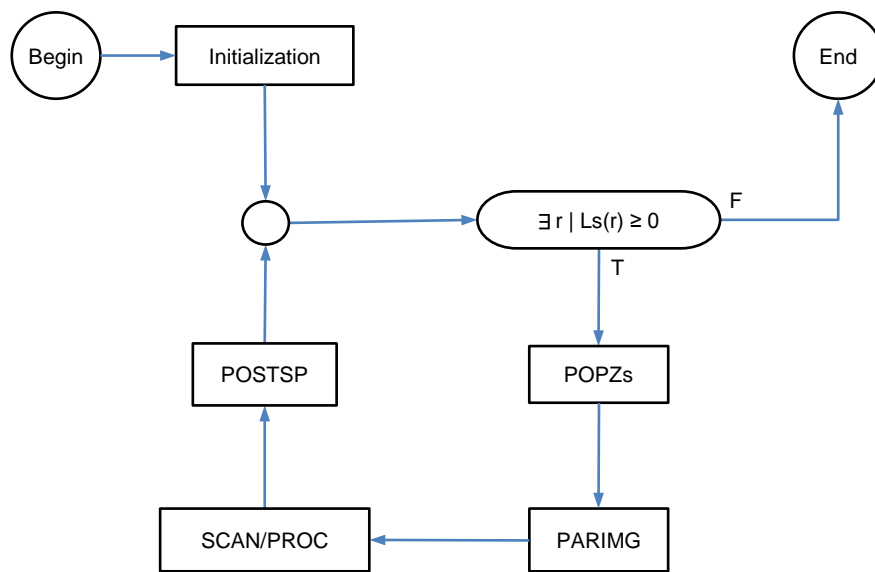 Begin
Initialization
End
∃ r | Ls(r) ≥ 0
F
T
POSTSP
POPZs
SCAN/PROC
PARIMG